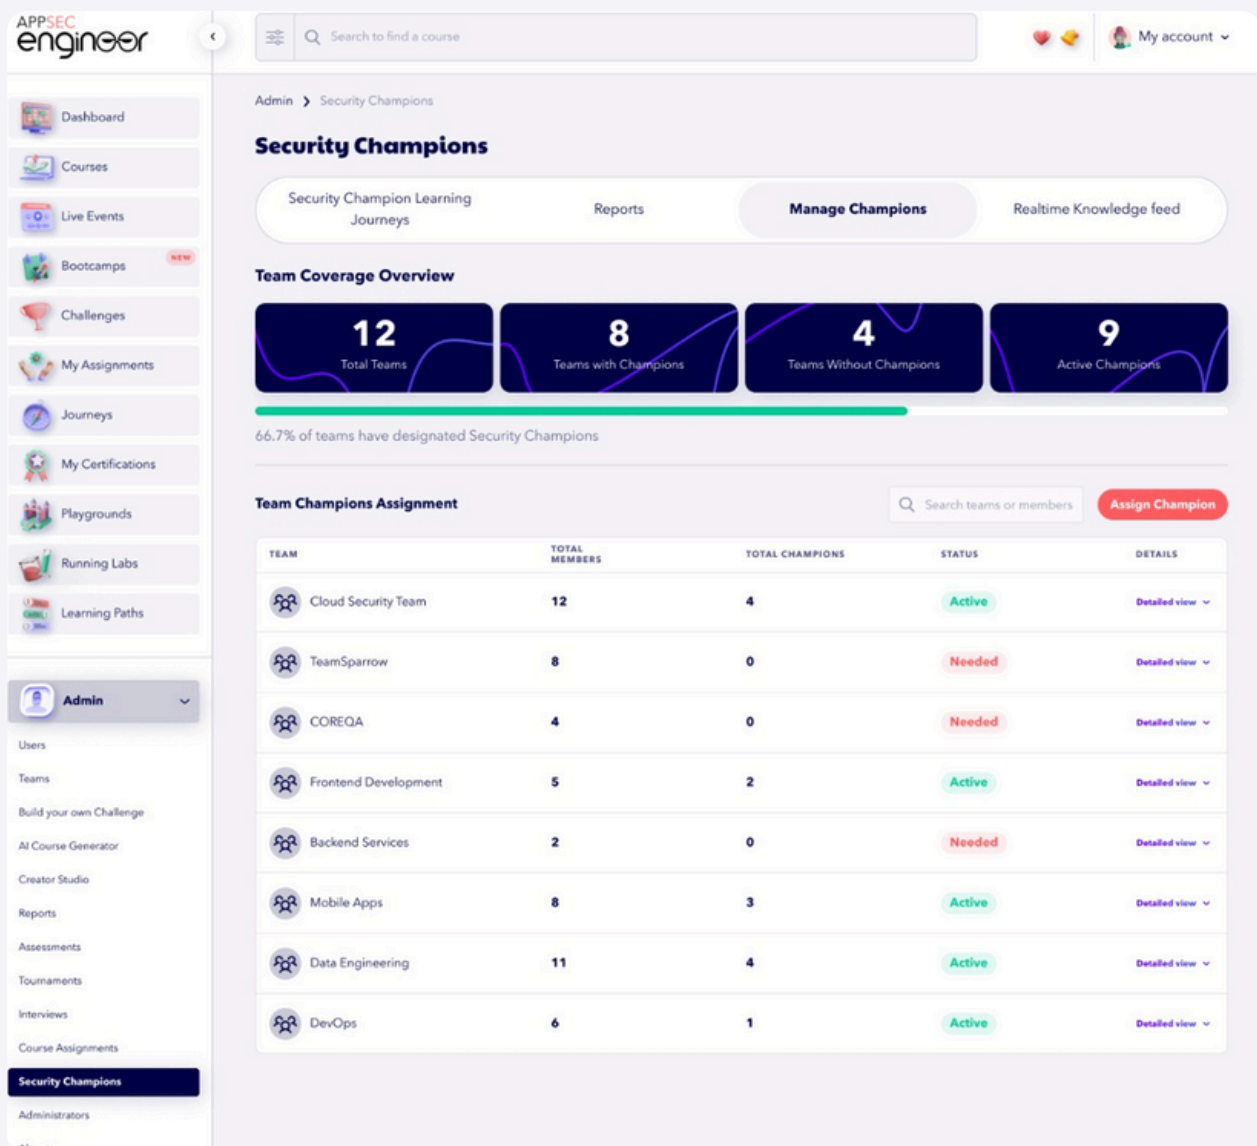 APPSEC
engineer
Search to find a course
My account
Dashboard
Courses
Live Events
Bootcamps
NEW
Challenges
My Assignments
Journeys
My Certifications
Playgrounds
Running Labs
Learning Paths
Admin
Users
Teams
Build your own Challenge
AI Course Generator
Creator Studio
Reports
Assessments
Tournaments
Interviews
Course Assignments
Security Champions
Administrators
Admin > Security Champions
Security Champions
Security Champion Learning
Journeys
Reports
Manage Champions
Realtime Knowledge feed
Team Coverage Overview
12
Total Teams
8
Teams with Champions
4
Teams Without Champions
9
Active Champions
66.7% of teams have designated Security Champions
Team Champions Assignment
Search teams or members
Assign Champion
TEAM TOTAL MEMBERS TOTAL CHAMPIONS STATUS DETAILS
Cloud Security Team 12 4 Active Detailed view
TeamSparrow 8 0 Needed Detailed view
COREQA 4 0 Needed Detailed view
Frontend Development 5 2 Active Detailed view
Backend Services 2 0 Needed Detailed view
Mobile Apps 8 3 Active Detailed view
Data Engineering 11 4 Active Detailed view
DevOps 6 1 Active Detailed view